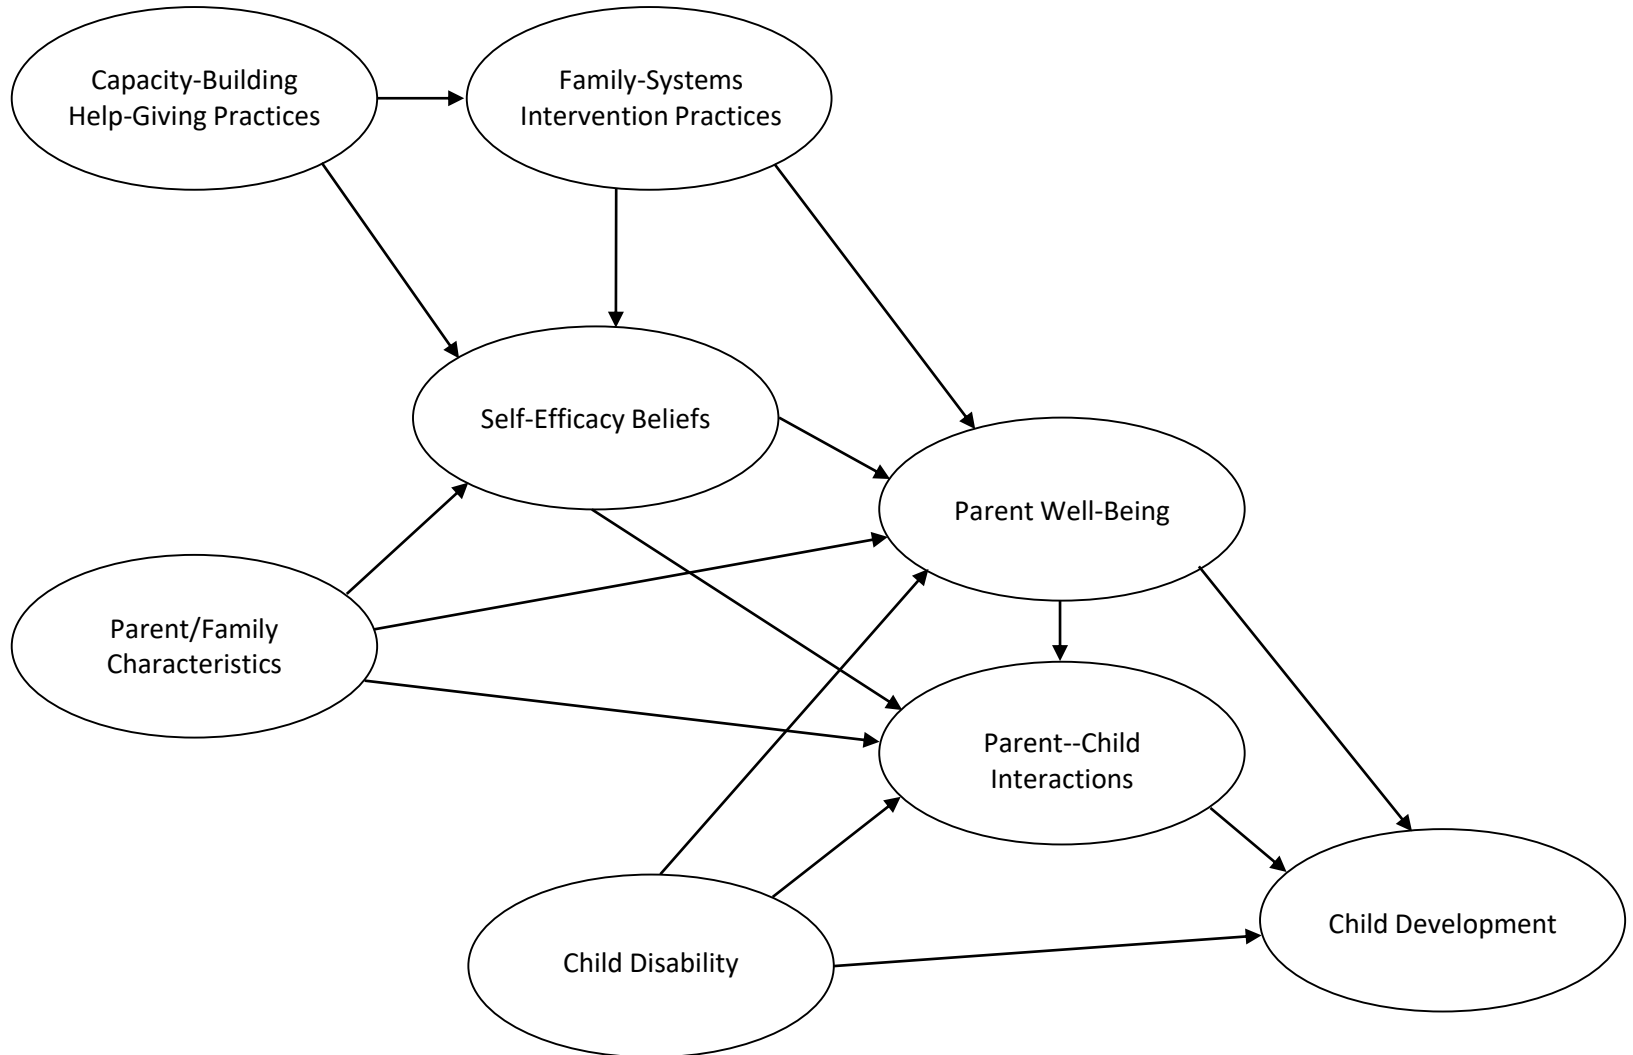 Capacity-Building
Help-Giving Practices
Family-Systems
Intervention Practices
Self-Efficacy Beliefs
Parent Well-Being
Parent/Family
Characteristics
Parent--Child
Interactions
Child Development
Child Disability